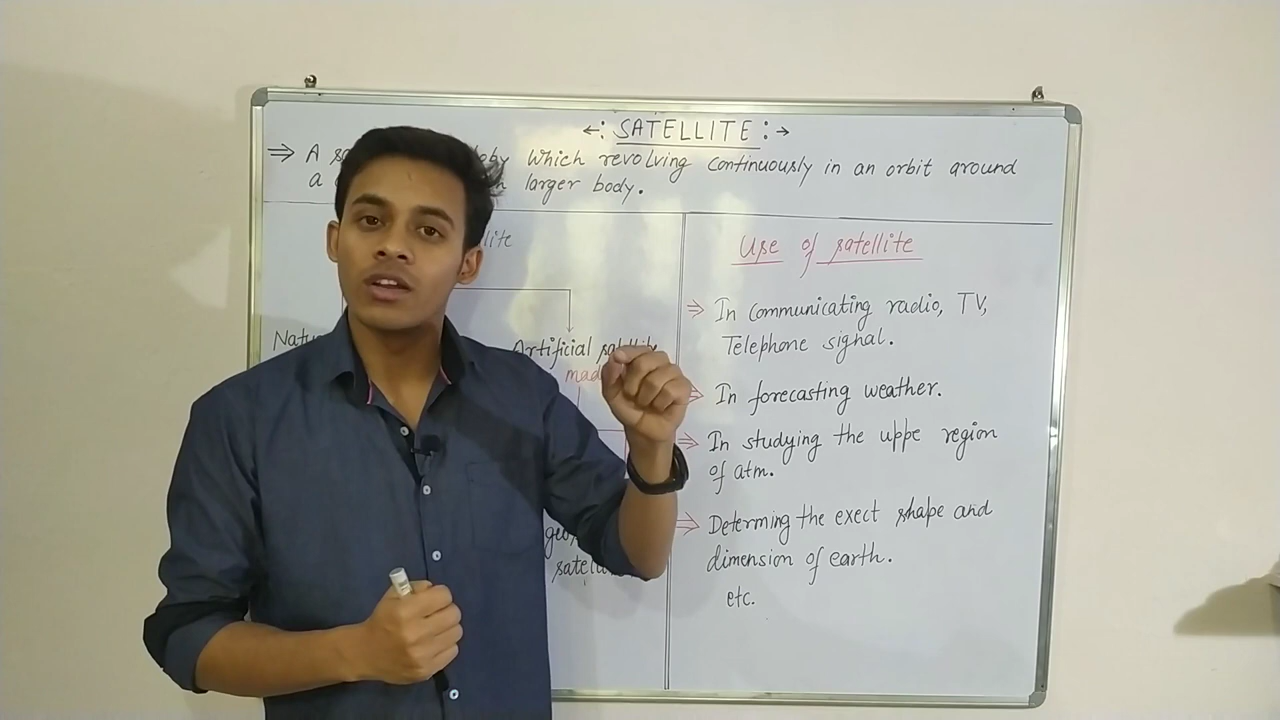 ←: SATELLITE :→
⇒ A which revolving continuously in an orbit around
a larger body.
Use of satellite
⇒ In communicating radio, TV,
Telephone signal.
Artificial
⇒ In forecasting weather.
⇒ In studying the uppe region
of atm.
⇒ Determing the exect shape and
dimension of earth.
etc.